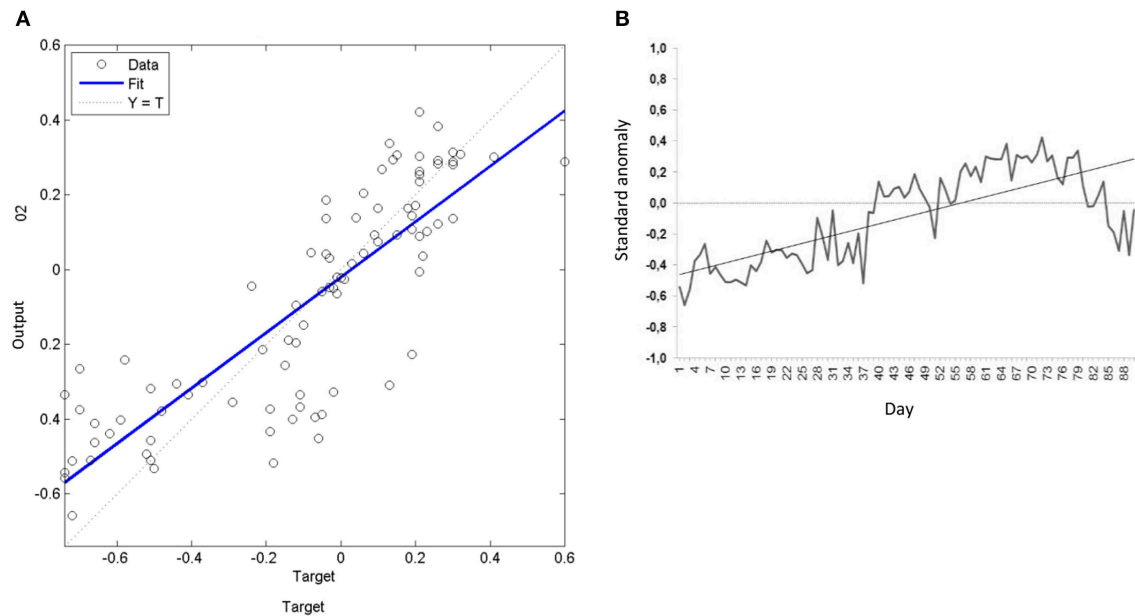 A
0.6
0.4
02
0.2
0
Output
0.2
0.4
-0.6
Data
Fit
Y = T
-0.6 -0.4 -0.2 0 0.2 0.4 0.6
Target
Target
B
1,0
0,8
0,6
0,4
0,2
0,0
-0,2
-0,4
-0,6
-0,8
-1,0
Standard anomaly
1 4 7 10 13 16 19 22 25 28 31 34 37 40 43 46 49 52 55 58 61 64 67 70 73 76 79 82 85 88
Day